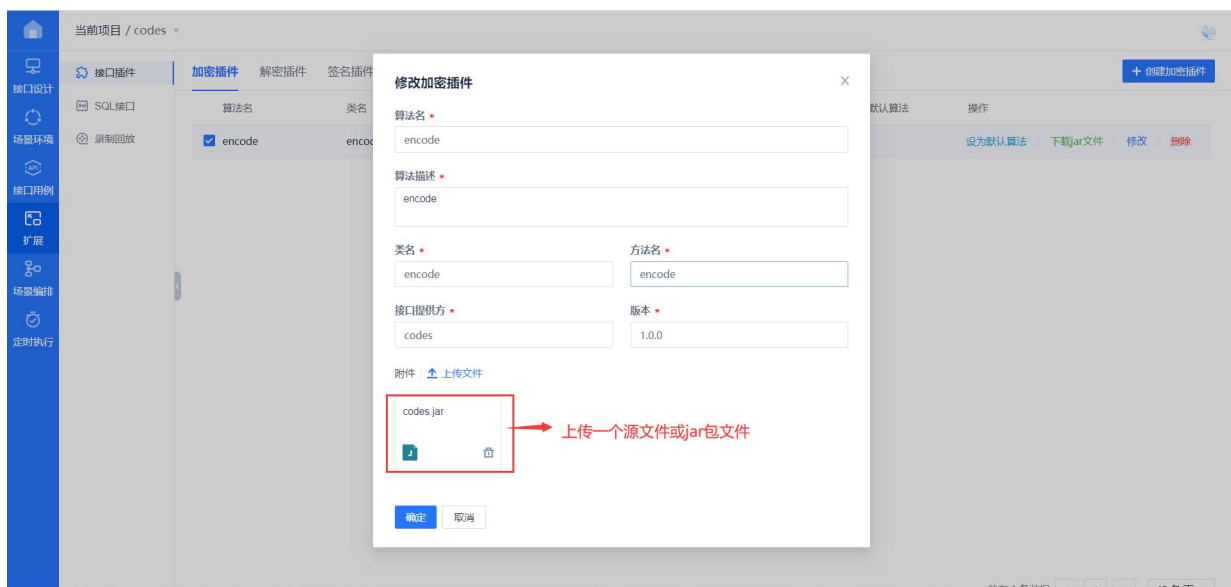 当前项目 / codes
接口设计
场景环境
接口用例
扩展
场景编排
定时执行
接口插件
SQL接口
录制回放
加密插件 解密插件 签名插件
+ 创建加密插件
算法名 类名 默认算法 操作
encode encod 设为默认算法 下载jar文件 修改 删除
修改加密插件
算法名 *
encode
算法描述 *
encode
类名 * 方法名 *
encode encode
接口提供方 * 版本 *
codes 1.0.0
附件 上传文件
codes.jar
上传一个源文件或jar包文件
确定 取消